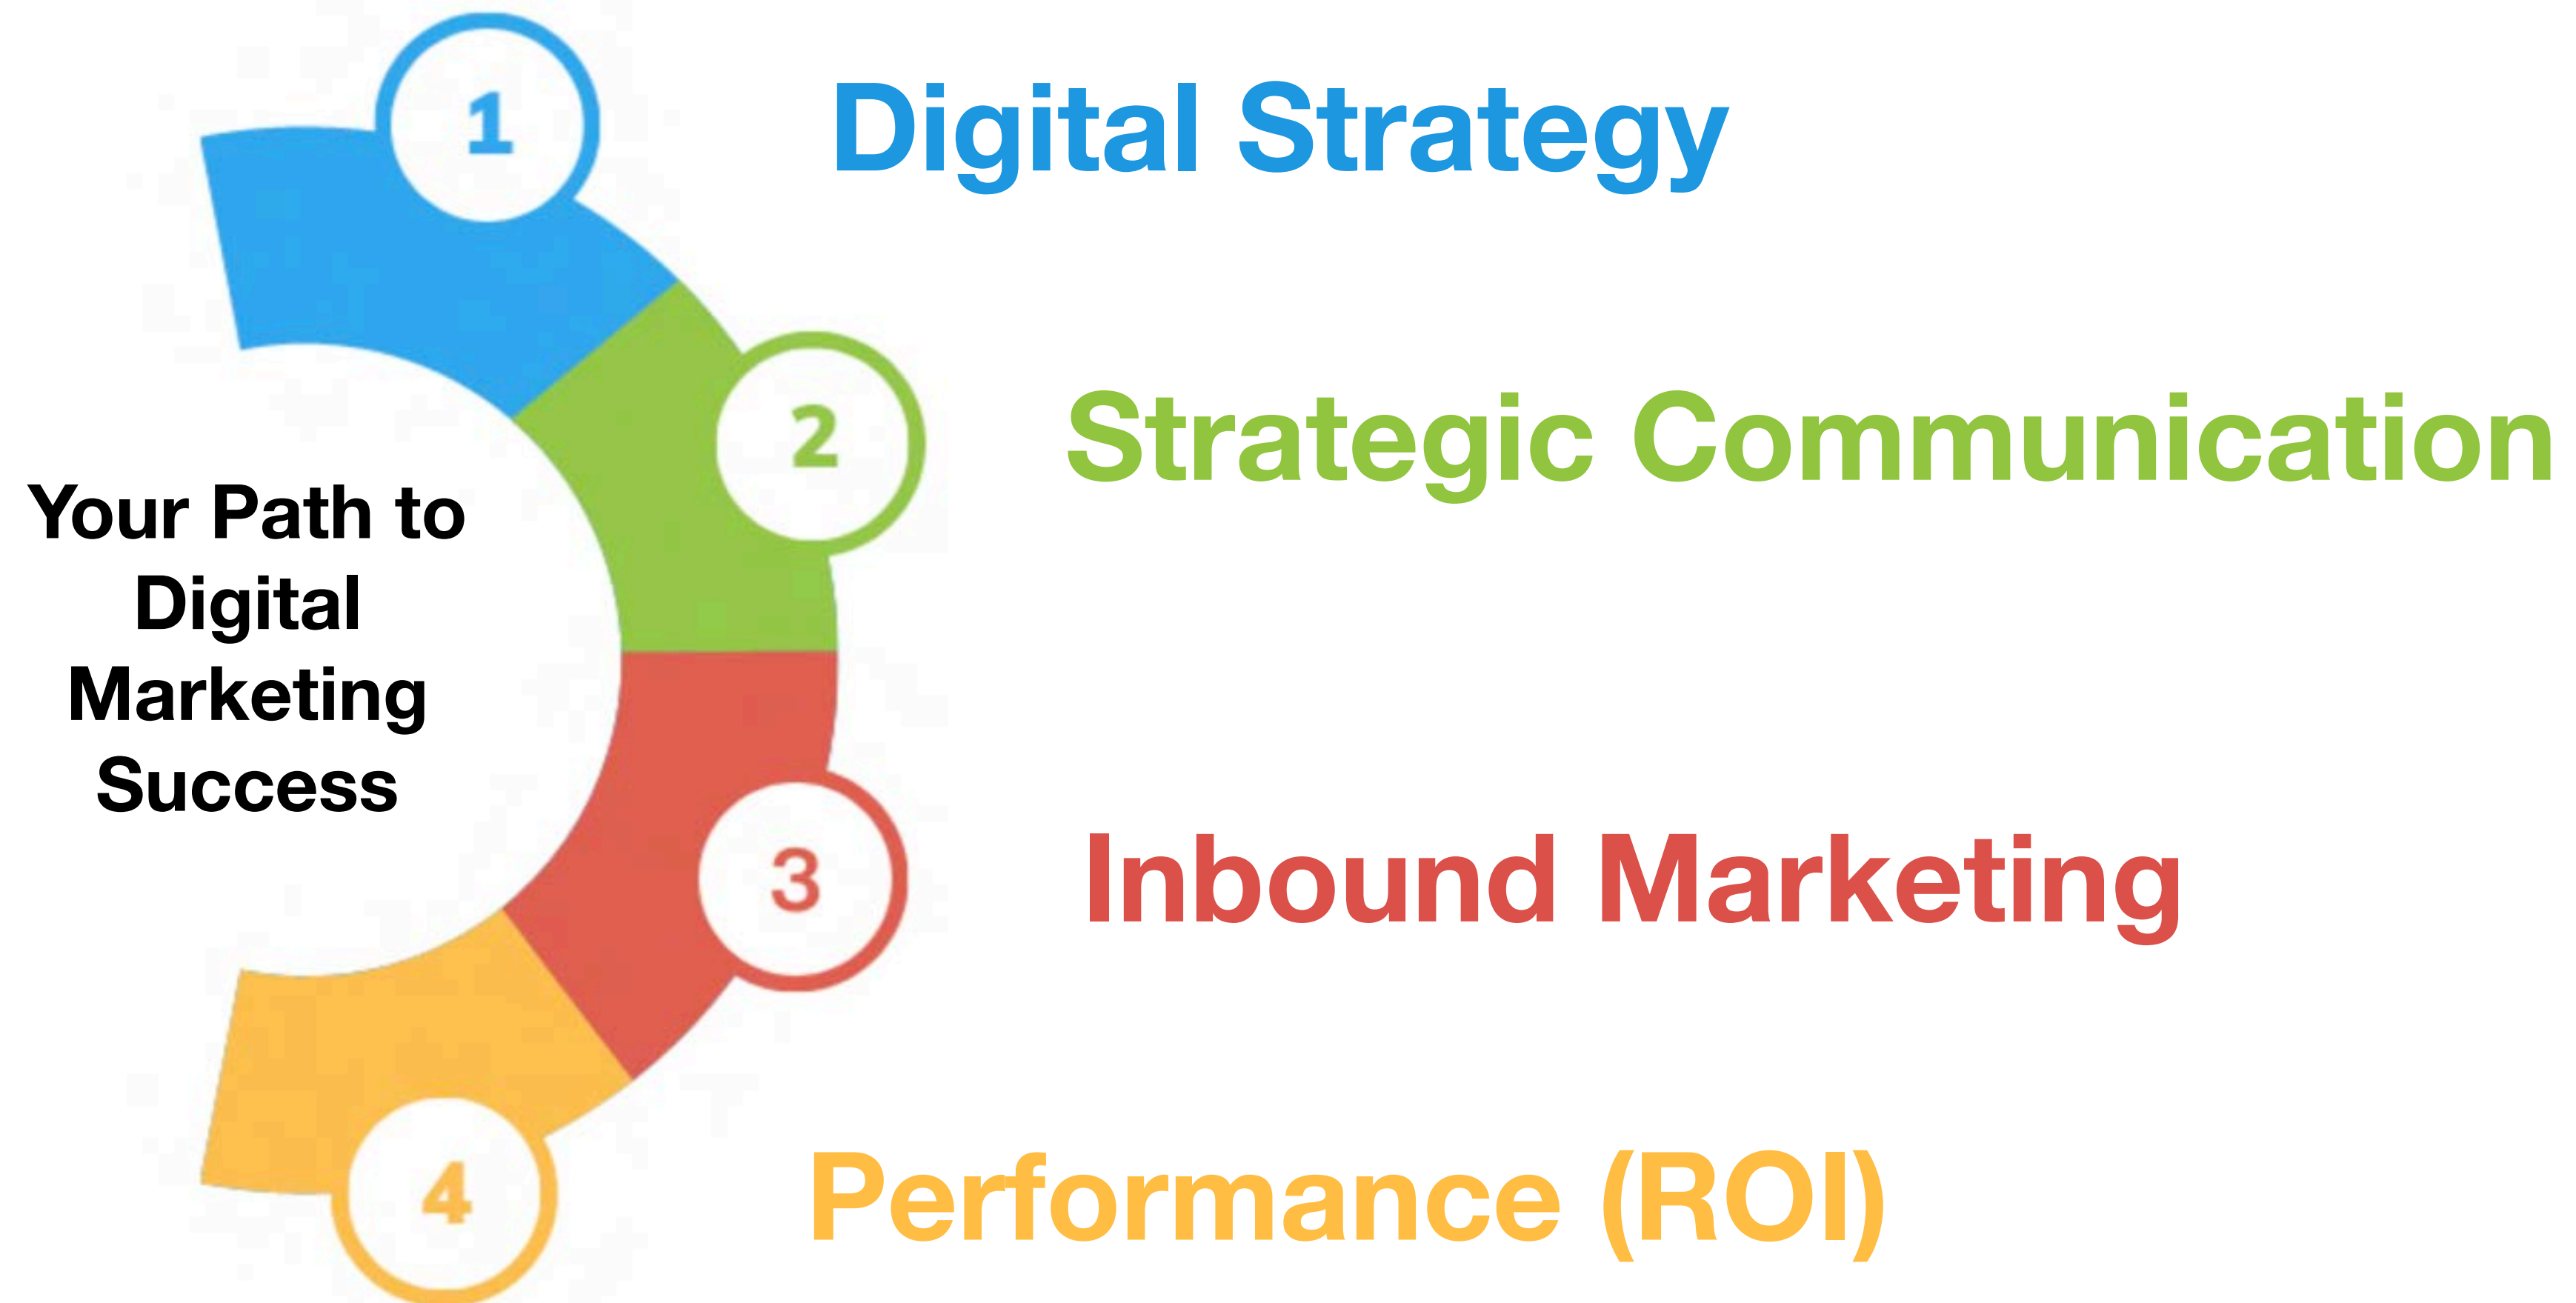 Your Path to
Digital
Marketing
Success
1
Digital Strategy
2
Strategic Communication
3
Inbound Marketing
4
Performance (ROI)